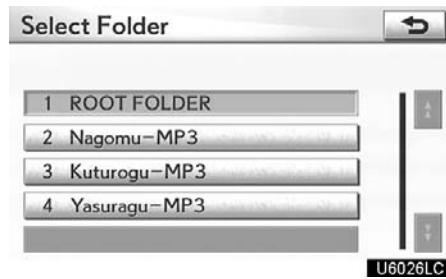 Select Folder
1 ROOT FOLDER
2 Nagomu-MP3
3 Kuturogu-MP3
4 Yasuragu-MP3
U6026LC